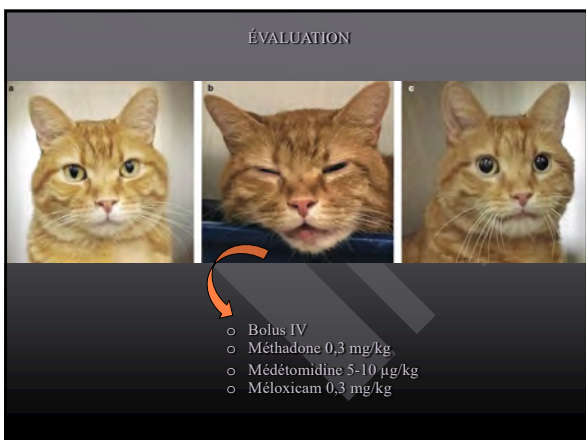 ÉVALUATION
a b c
o Bolus IV
o Méthadone 0,3 mg/kg
o Médétomidine 5-10 µg/kg
o Méloxicam 0,3 mg/kg